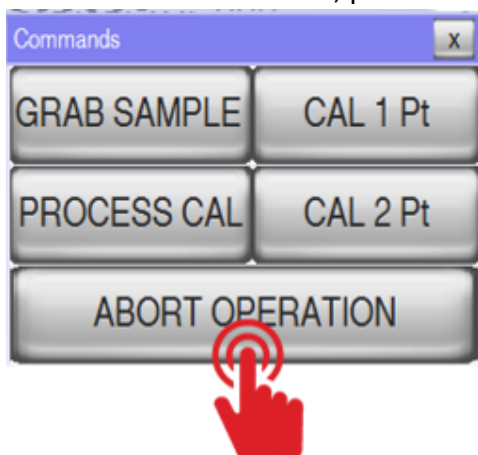 Commands X
GRAB SAMPLE CAL 1 Pt
PROCESS CAL CAL 2 Pt
ABORT OPERATION